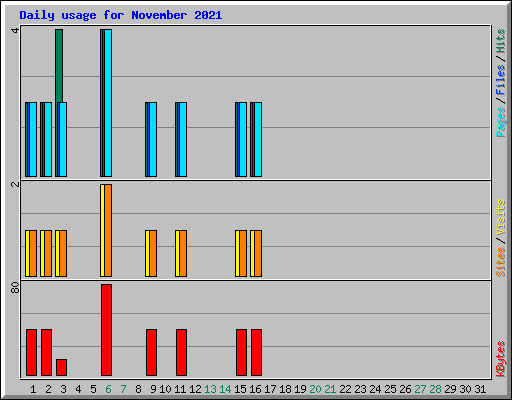 Daily usage for November 2021
4
2
80
Pages / Files / Hits
Sites / Visits
KBytes
1 2 3 4 5 6 7 8 9 10 11 12 13 14 15 16 17 18 19 20 21 22 23 24 25 26 27 28 29 30 31